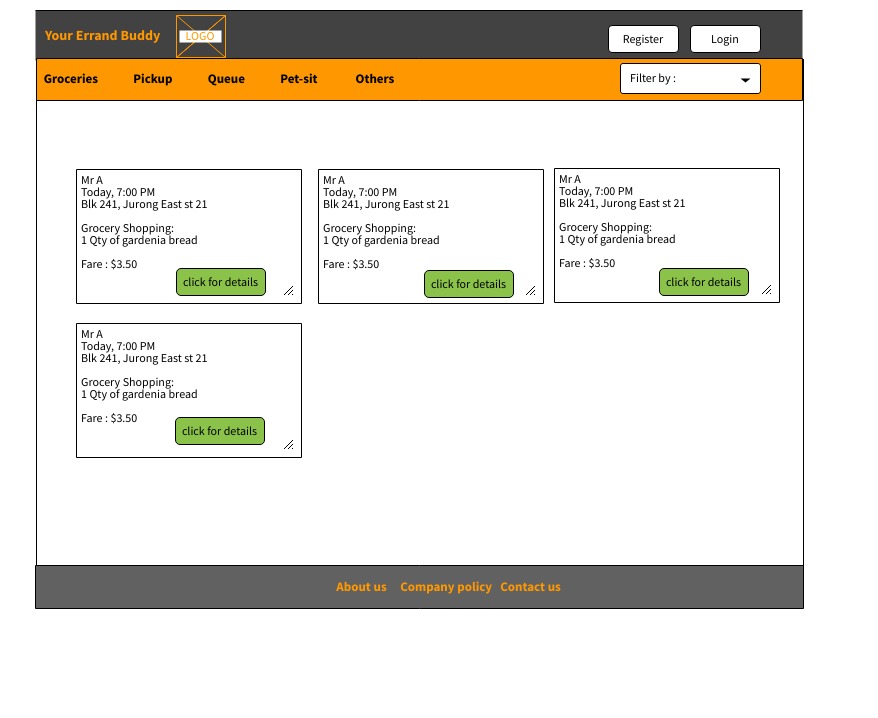 Your Errand Buddy
LOGO
Register
Login
Groceries
Pickup
Queue
Pet-sit
Others
Filter by :
Mr A
Today, 7:00 PM
Blk 241, Jurong East st 21
Grocery Shopping:
1 Qty of gardenia bread
Fare : $3.50
click for details
Mr A
Today, 7:00 PM
Blk 241, Jurong East st 21
Grocery Shopping:
1 Qty of gardenia bread
Fare : $3.50
click for details
Mr A
Today, 7:00 PM
Blk 241, Jurong East st 21
Grocery Shopping:
1 Qty of gardenia bread
Fare : $3.50
click for details
Mr A
Today, 7:00 PM
Blk 241, Jurong East st 21
Grocery Shopping:
1 Qty of gardenia bread
Fare : $3.50
click for details
About us
Company policy
Contact us